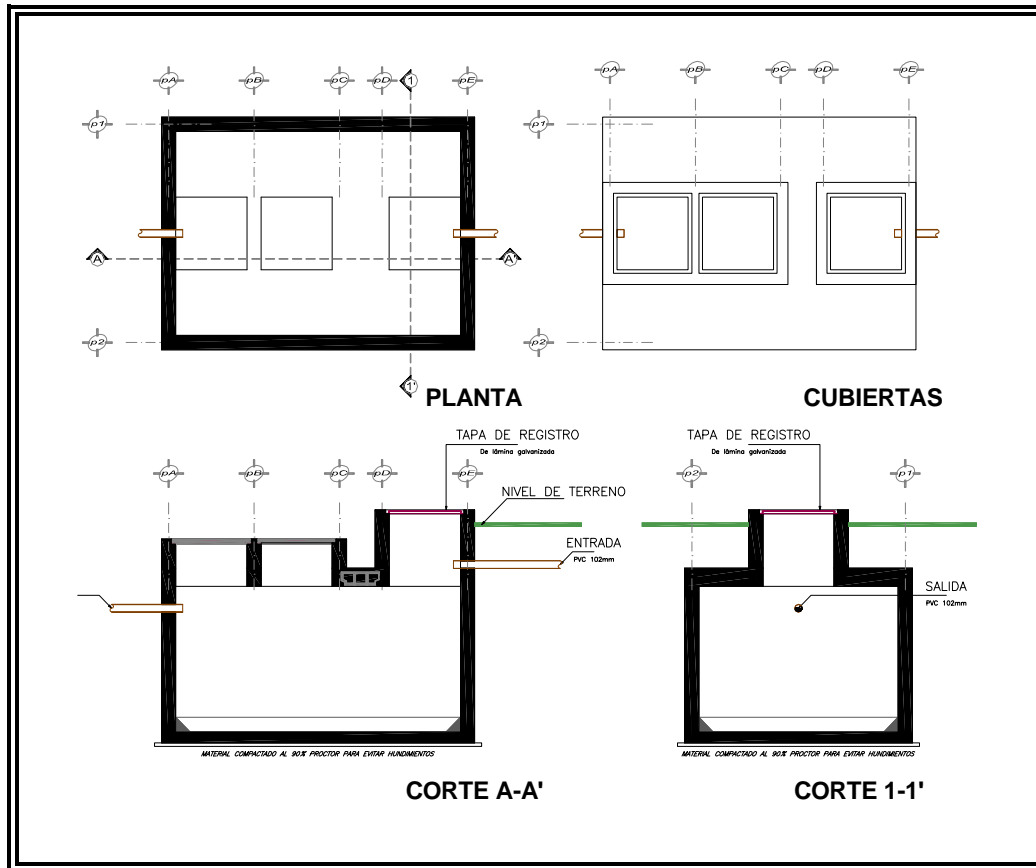 pA pB pC pD 1 pE
p1
A A'
p2
1'
PLANTA
pA pB pC pD pE
p1
p2
CUBIERTAS
TAPA DE REGISTRO
De lámina galvanizada
pA pB pC pD pE
NIVEL DE TERRENO
ENTRADA
PVC 102mm
MATERIAL COMPACTADO AL 90% PROCTOR PARA EVITAR HUNDIMIENTOS
CORTE A-A'
TAPA DE REGISTRO
De lámina galvanizada
p2 p1
SALIDA
PVC 102mm
MATERIAL COMPACTADO AL 90% PROCTOR PARA EVITAR HUNDIMIENTOS
CORTE 1-1'